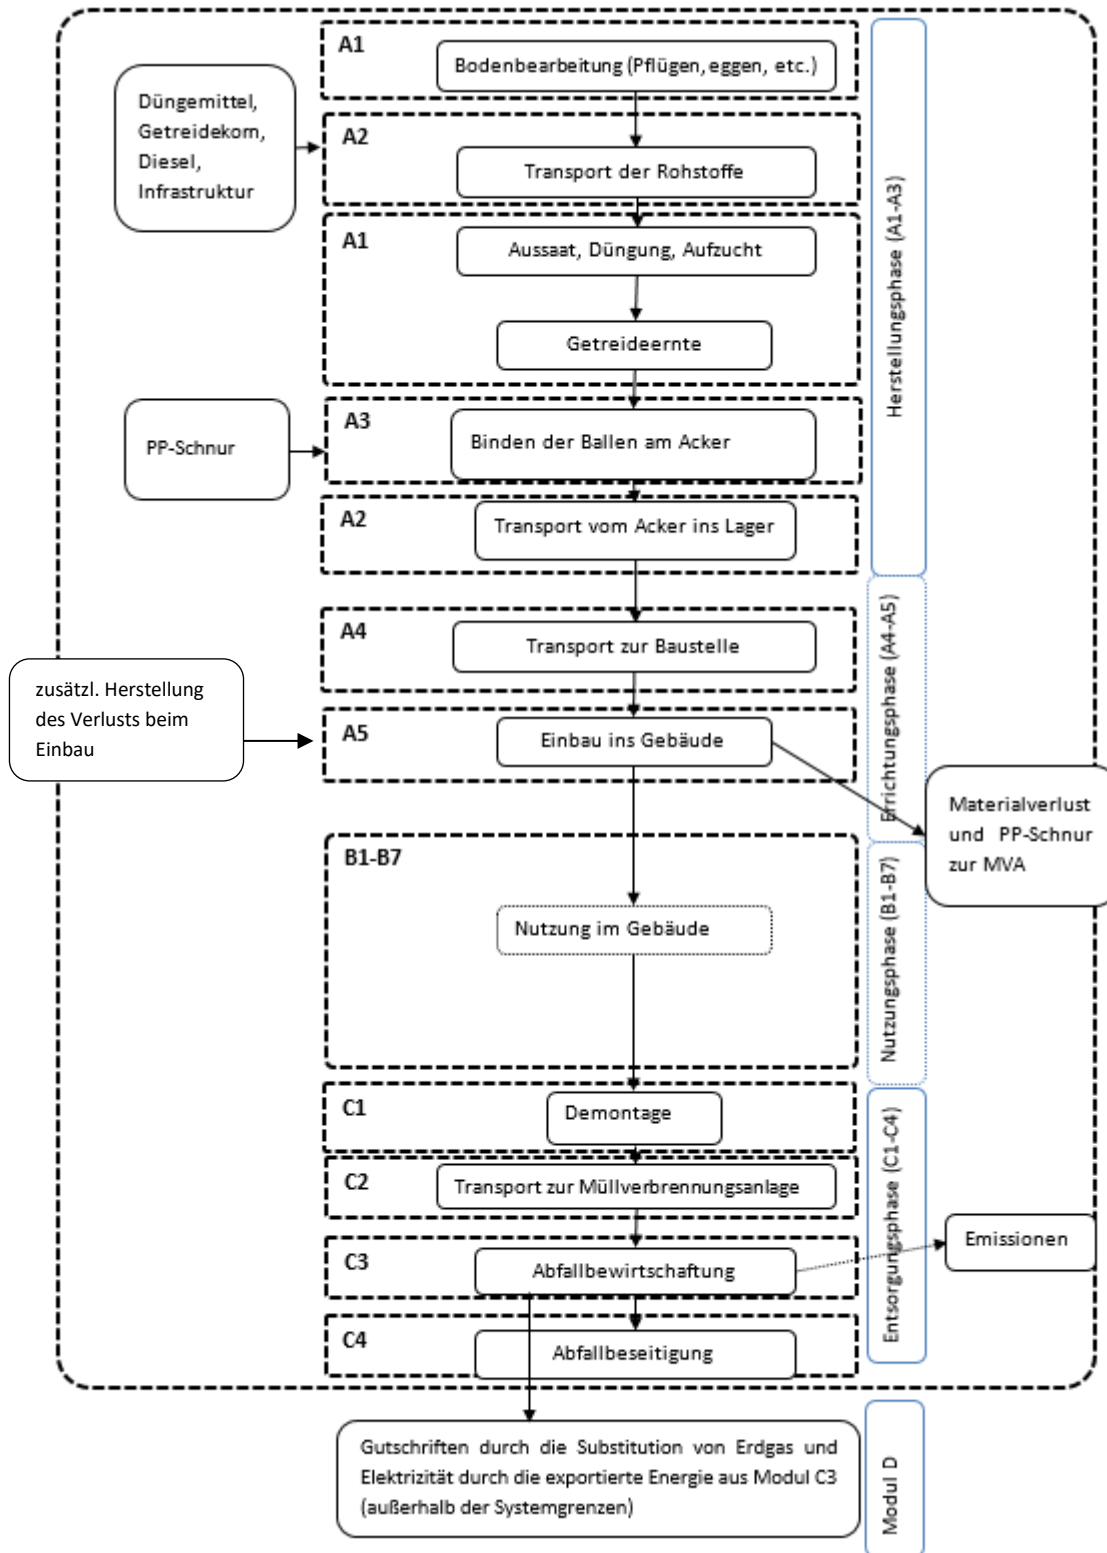 A1
Bodenbearbeitung (Pflügen, eggen, etc.)
Düngemittel,
Getreidekorn,
Diesel,
Infrastruktur
A2
Transport der Rohstoffe
A1
Aussaat, Düngung, Aufzucht
Getreideernte
Herstellungsphase (A1-A3)
PP-Schnur
A3
Binden der Ballen am Acker
A2
Transport vom Acker ins Lager
A4
Transport zur Baustelle
Errichtungsphase (A4-A5)
zusätzl. Herstellung
des Verlusts beim
Einbau
A5
Einbau ins Gebäude
Materialverlust
und PP-Schnur
zur MVA
B1-B7
Nutzung im Gebäude
Nutzungsphase (B1-B7)
C1
Demontage
C2
Transport zur Müllverbrennungsanlage
C3
Abfallbewirtschaftung
Emissionen
Entsorgungsphase (C1-C4)
C4
Abfallbeseitigung
Gutschriften durch die Substitution von Erdgas und
Elektrizität durch die exportierte Energie aus Modul C3
(außerhalb der Systemgrenzen)
Modul D